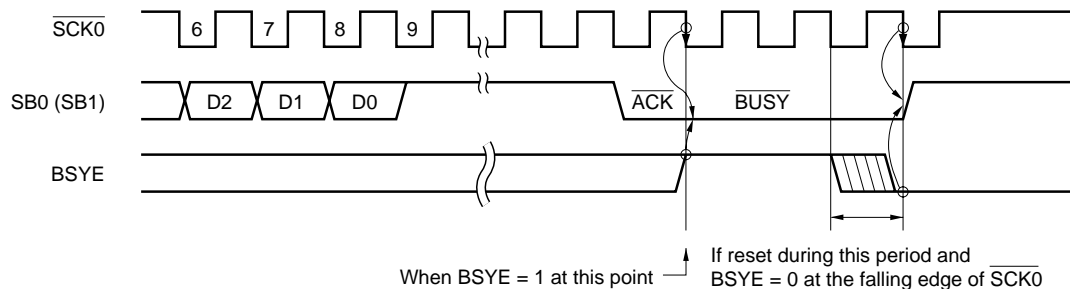 SCK0 6 7 8 9
SB0 (SB1) D2 D1 D0 ACK BUSY
BSYE
When BSYE = 1 at this point
If reset during this period and
BSYE = 0 at the falling edge of SCK0